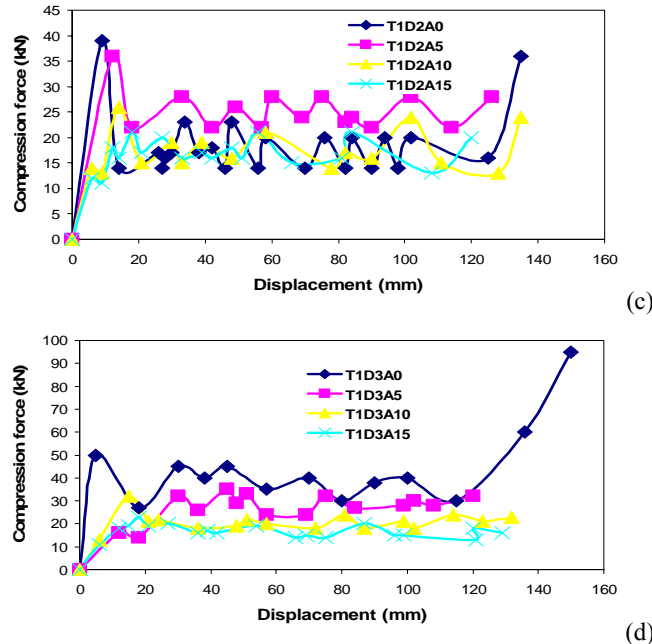 45
40
35
30
25
20
15
10
5
0
Compression force (kN)
T1D2A0
T1D2A5
T1D2A10
T1D2A15
0 20 40 60 80 100 120 140 160
Displacement (mm)
(c)
100
90
80
70
60
50
40
30
20
10
0
Compression force (kN)
T1D3A0
T1D3A5
T1D3A10
T1D3A15
0 20 40 60 80 100 120 140 160
Displacement (mm)
(d)